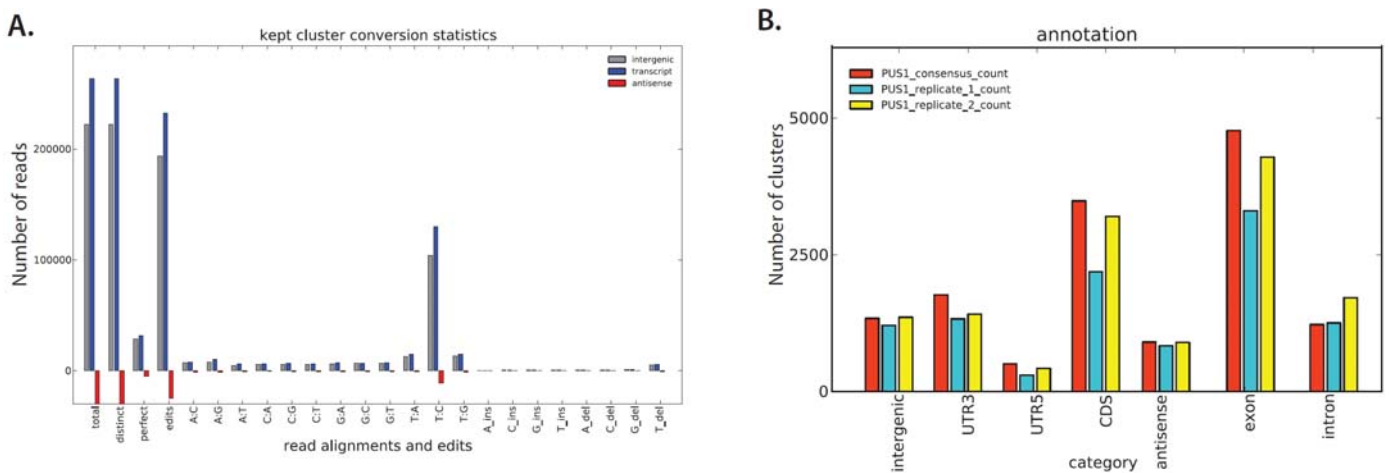 A.
kept cluster conversion statistics
intergenic
transcript
antisense
Number of reads
200000
100000
0
total
distinct
perfect
edits
A:C
A:G
A:T
C:A
C:G
C:T
G:A
G:C
G:T
T:A
T:C
T:G
A_ins
C_ins
G_ins
T_ins
A_del
C_del
G_del
T_del
read alignments and edits
B.
annotation
PUS1_consensus_count
PUS1_replicate_1_count
PUS1_replicate_2_count
Number of clusters
5000
2500
0
intergenic
UTR3
UTR5
CDS
antisense
exon
intron
category